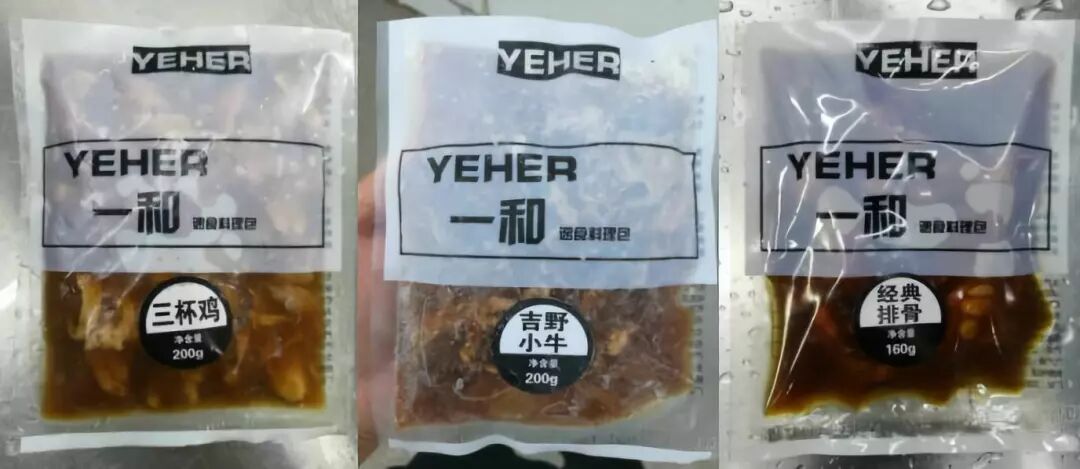 YEHER
YEHER
一和 速食料理包
三杯鸡
净含量
200g
YEHER
YEHER
一和 速食料理包
吉野
小牛
净含量
200g
YEHER
YEHER
一和 速食料理包
经典
排骨
净含量
160g